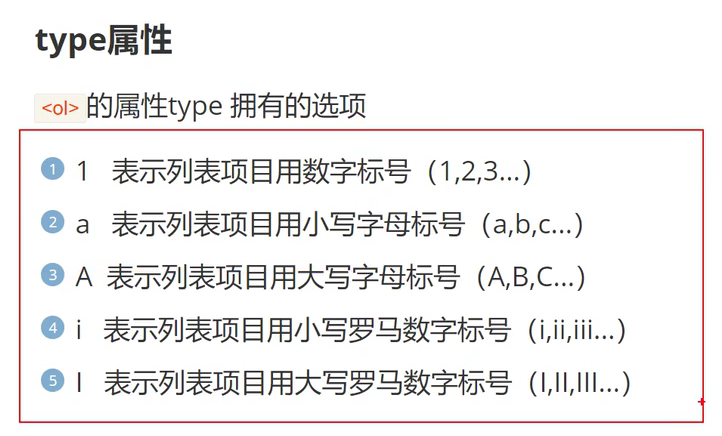 type属性
<ol>的属性type 拥有的选项
1 1 表示列表项目用数字标号（1,2,3...）
2 a 表示列表项目用小写字母标号（a,b,c...）
3 A 表示列表项目用大写字母标号（A,B,C...）
4 i 表示列表项目用小写罗马数字标号（i,ii,iii...）
5 I 表示列表项目用大写罗马数字标号（I,II,III...）